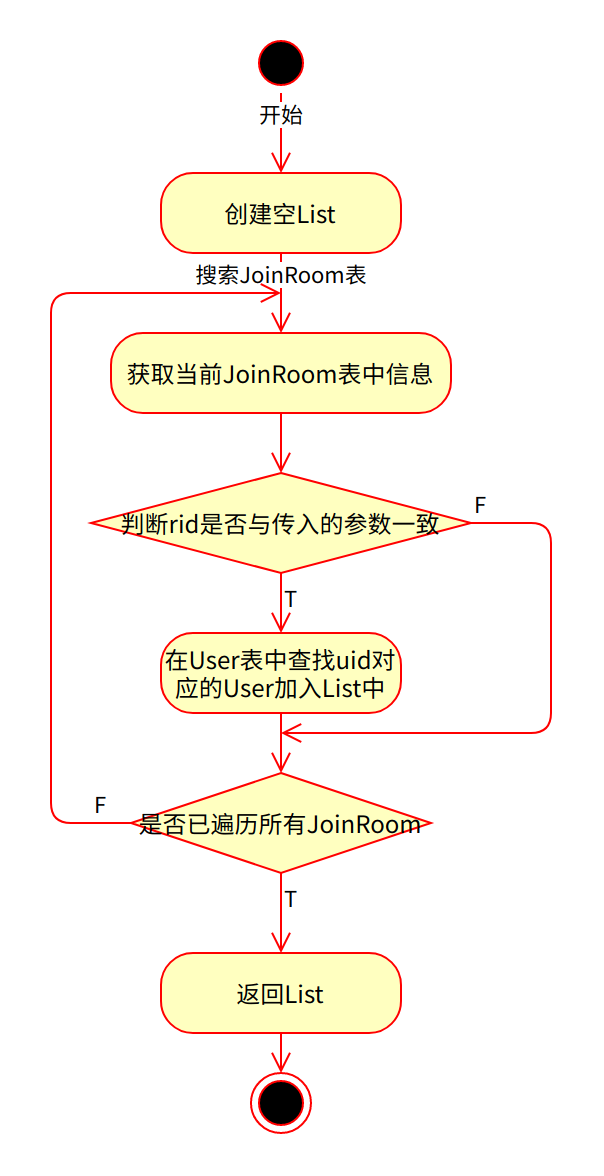 开始
创建空List
搜索JoinRoom表
获取当前JoinRoom表中信息
判断rid是否与传入的参数一致
F
T
在User表中查找uid对
应的User加入List中
F
是否已遍历所有JoinRoom
T
返回List